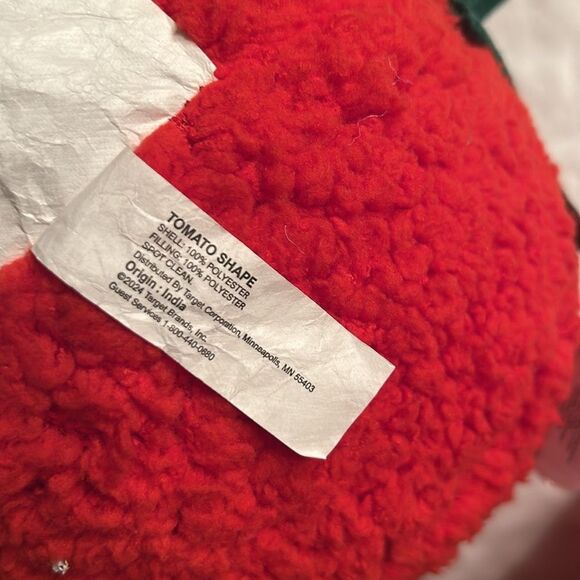 TOMATO SHAPE
SHELL: 100% POLYESTER
FILLING: 100% POLYESTER
SPOT CLEAN.
Distributed By Target Corporation, Minneapolis, MN 55403
Origin : India
©2024 Target Brands, Inc.
Guest Services 1-800-440-0680